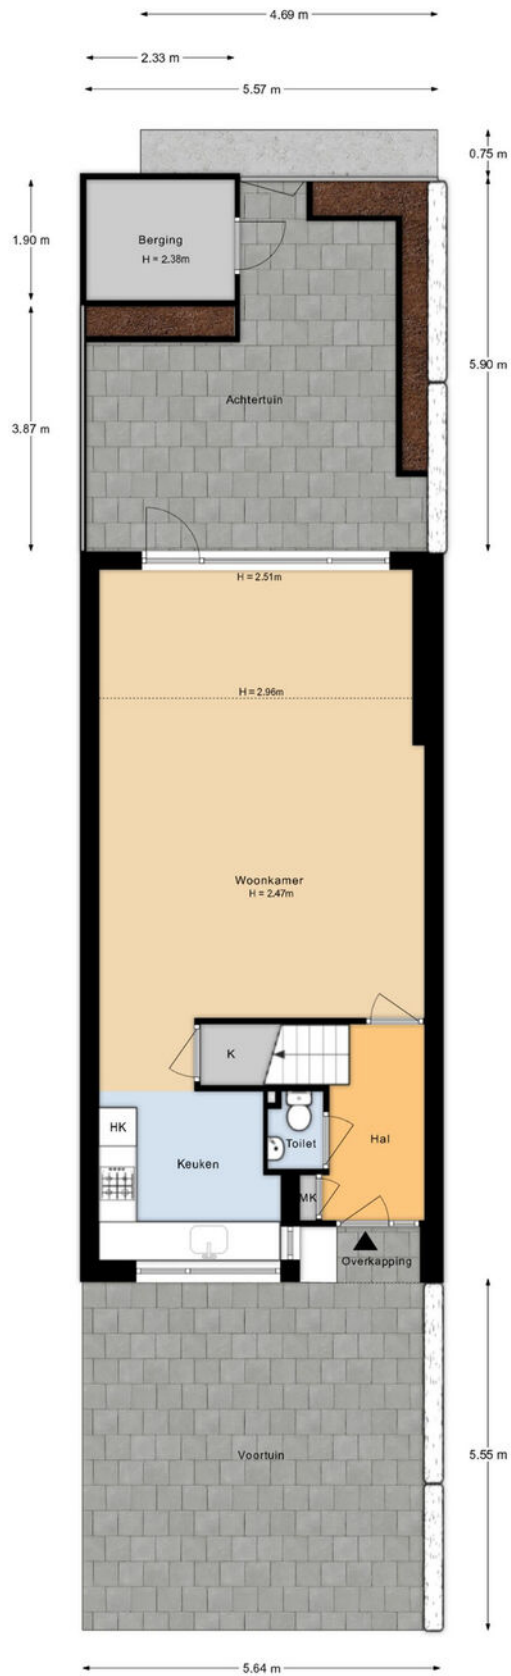 4.69 m
2.33 m
5.57 m
0.75 m
1.90 m
Berging
H = 2.38m
5.90 m
Achtertuin
3.87 m
H = 2.51m
H = 2.96m
Woonkamer
H = 2.47m
K
HK
Toilet
Hal
Keuken
MK
Overkapping
Voortuin
5.55 m
5.64 m